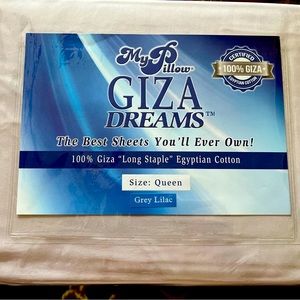 MyPillow®
GIZA
DREAMS™
CERTIFIED
100% GIZA
EGYPTIAN COTTON
The Best Sheets You'll Ever Own!
100% Giza "Long Staple" Egyptian Cotton
Size: Queen
Grey Lilac